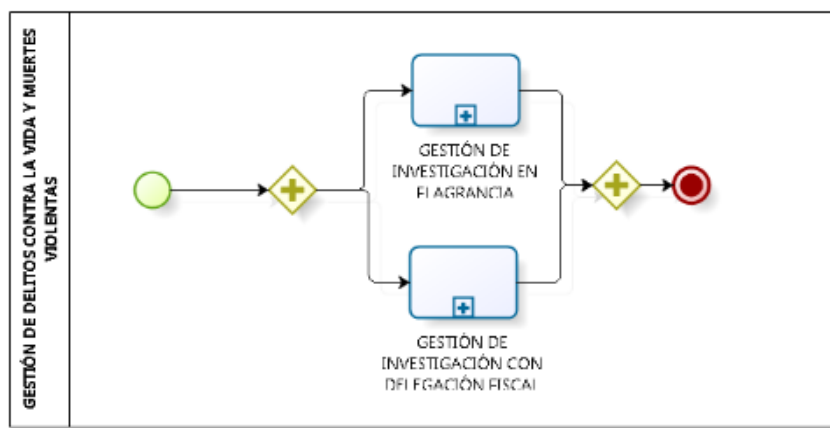 GESTIÓN DE DELITOS CONTRA LA VIDA Y MUERTES
VIOLENTAS
GESTIÓN DE
INVESTIGACIÓN EN
FLAGRANCIA
GESTIÓN DE
INVESTIGACIÓN CON
DELEGACIÓN FISCAL